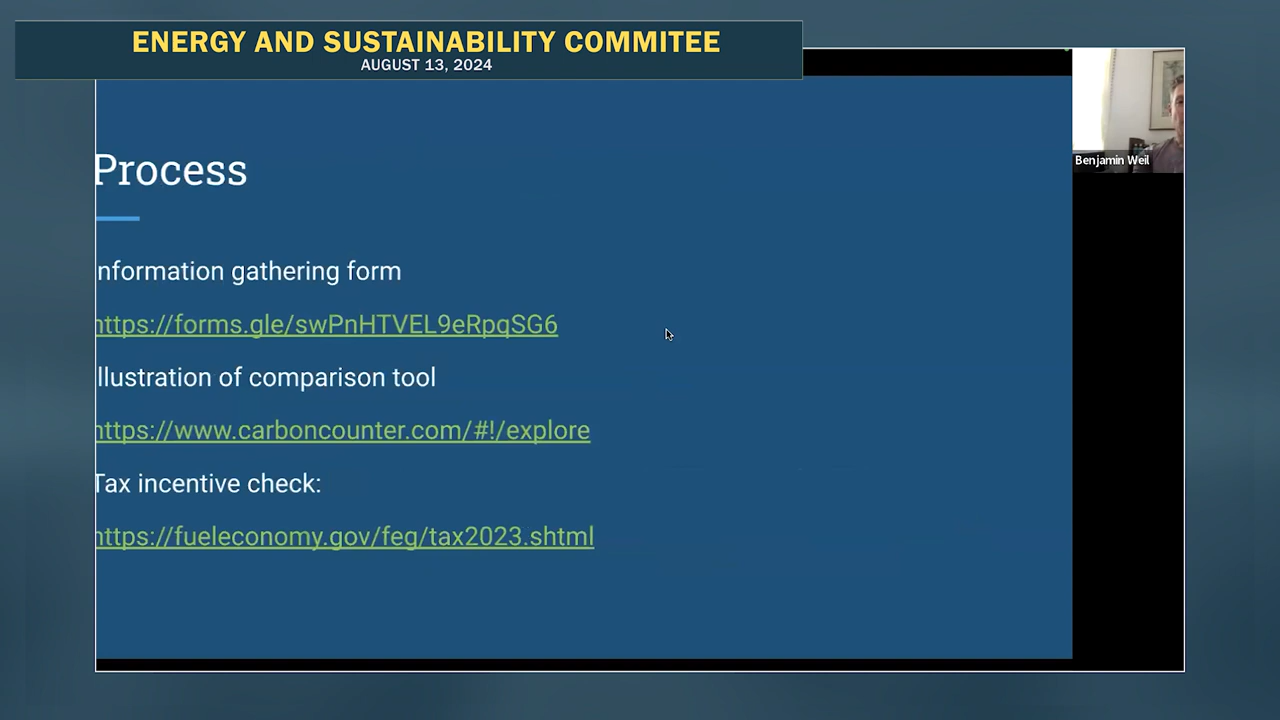 ENERGY AND SUSTAINABILITY COMMITEE
AUGUST 13, 2024
Benjamin Weil
Process
nformation gathering form
https://forms.gle/swPnHTVEL9eRpqSG6
llustration of comparison tool
https://www.carboncounter.com/#!/explore
Tax incentive check:
https://fueleconomy.gov/feg/tax2023.shtml